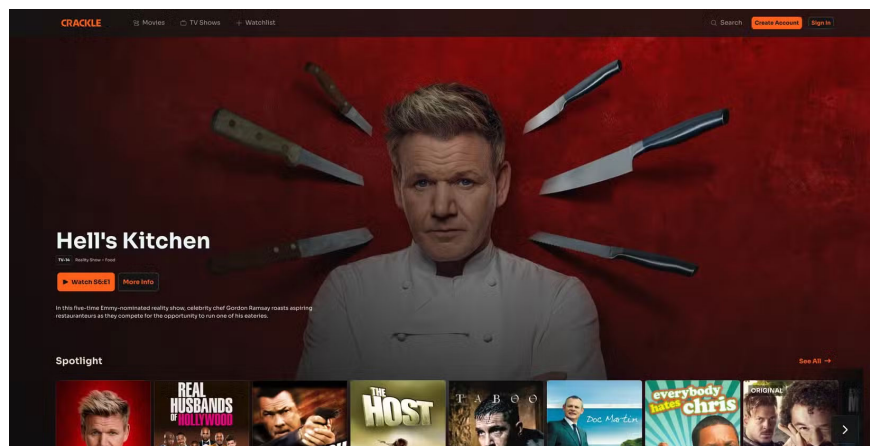 CRACKLE
Movies
TV Shows
Watchlist
Search
Create Account
Sign In
Hell's Kitchen
TV-14 Reality Show • Food
Watch S6:E1
More Info
In this five-time Emmy-nominated reality show, celebrity chef Gordon Ramsay roasts aspiring
restauranteurs as they compete for the opportunity to run one of his eateries.
Spotlight
See All →
REAL
HUSBANDS
OF HOLLYWOOD
THE
HOST
TABOO
Doc Martin
everybody
hates chris
ORIGINAL